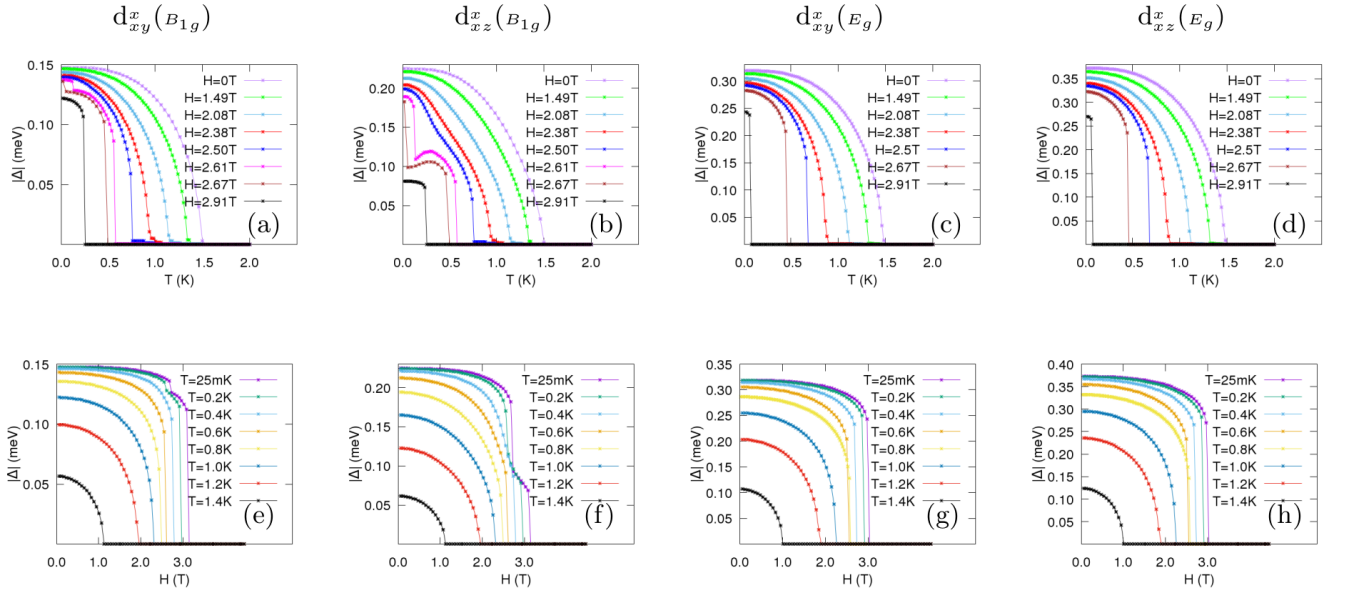 d^x_{xy}(B_{1g})
d^x_{xz}(B_{1g})
d^x_{xy}(E_g)
d^x_{xz}(E_g)
|Δ| (meV)
0.15
0.10
0.05
H=0T
H=1.49T
H=2.08T
H=2.38T
H=2.50T
H=2.61T
H=2.67T
H=2.91T
(a)
0.0 0.5 1.0 1.5 2.0
T (K)
|Δ| (meV)
0.20
0.15
0.10
0.05
H=0T
H=1.49T
H=2.08T
H=2.38T
H=2.50T
H=2.61T
H=2.67T
H=2.91T
(b)
0.0 0.5 1.0 1.5 2.0
T (K)
|Δ| (meV)
0.30
0.25
0.20
0.15
0.10
0.05
H=0T
H=1.49T
H=2.08T
H=2.38T
H=2.5T
H=2.67T
H=2.91T
(c)
0.0 0.5 1.0 1.5 2.0
T (K)
|Δ| (meV)
0.35
0.30
0.25
0.20
0.15
0.10
0.05
H=0T
H=1.49T
H=2.08T
H=2.38T
H=2.5T
H=2.67T
H=2.91T
(d)
0.0 0.5 1.0 1.5 2.0
T (K)
|Δ| (meV)
0.15
0.10
0.05
T=25mK
T=0.2K
T=0.4K
T=0.6K
T=0.8K
T=1.0K
T=1.2K
T=1.4K
(e)
0.0 1.0 2.0 3.0
H (T)
|Δ| (meV)
0.20
0.15
0.10
0.05
T=25mK
T=0.2K
T=0.4K
T=0.6K
T=0.8K
T=1.0K
T=1.2K
T=1.4K
(f)
0.0 1.0 2.0 3.0
H (T)
|Δ| (meV)
0.35
0.30
0.25
0.20
0.15
0.10
0.05
T=25mK
T=0.2K
T=0.4K
T=0.6K
T=0.8K
T=1.0K
T=1.2K
T=1.4K
(g)
0.0 1.0 2.0 3.0
H (T)
|Δ| (meV)
0.40
0.35
0.30
0.25
0.20
0.15
0.10
0.05
T=25mK
T=0.2K
T=0.4K
T=0.6K
T=0.8K
T=1.0K
T=1.2K
T=1.4K
(h)
0.0 1.0 2.0 3.0
H (T)